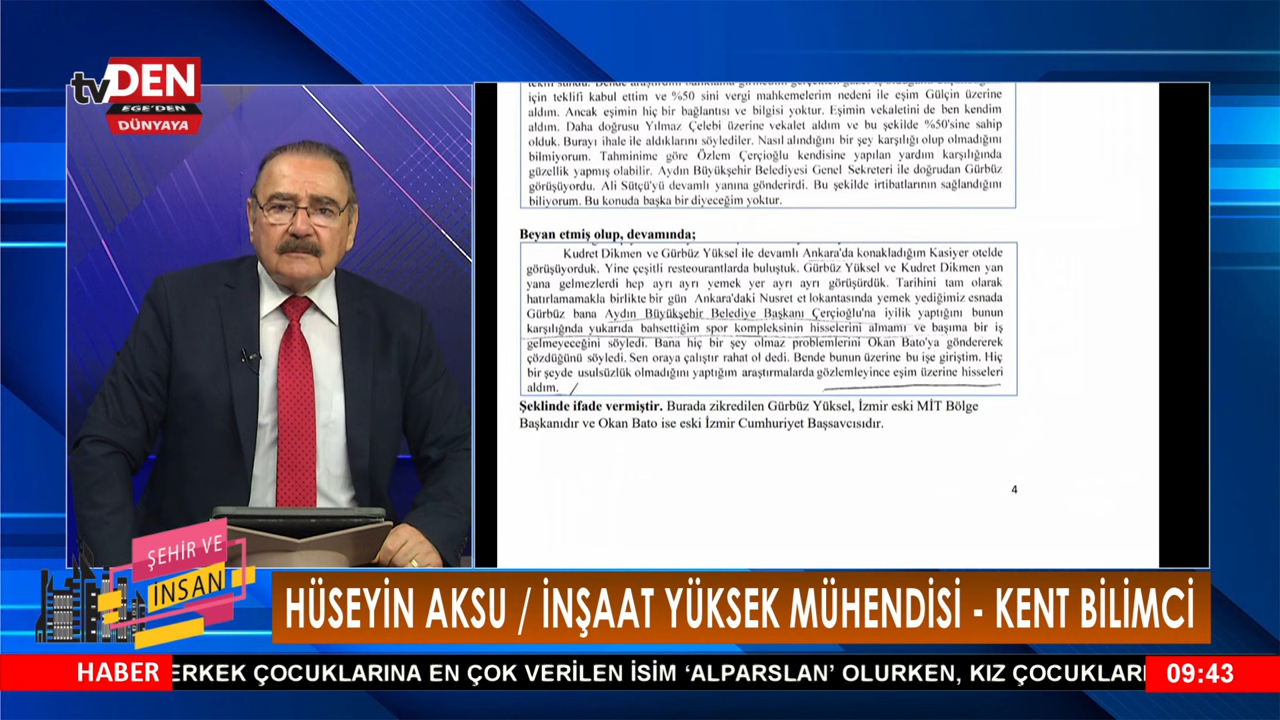 tvDEN
EGE'DEN
DÜNYAYA
için teklifi kabul ettim ve %50 sini vergi mahkemelerim nedeni ile eşim Gülçin üzerine
aldım. Ancak eşimin hiç bir bağlantısı ve bilgisi yoktur. Eşimin vekaletini de ben kendim
aldım. Daha doğrusu Yılmaz Çelebi üzerine vekalet aldım ve bu şekilde %50'sine sahip
olduk. Burayı ihale ile aldıklarını söylediler. Nasıl alındığını bir şey karşılığı olup olmadığını
bilmiyorum. Tahminime göre Özlem Çerçioğlu kendisine yapılan yardım karşılığında
güzellik yapmış olabilir. Aydın Büyükşehir Belediyesi Genel Sekreteri ile doğrudan Gürbüz
görüşüyordu. Ali Sütçü'yü devamlı yanına gönderirdi. Bu şekilde irtibatlarının sağlandığını
biliyorum. Bu konuda başka bir diyeceğim yoktur.
Beyan etmiş olup, devamında;
Kudret Dikmen ve Gürbüz Yüksel ile devamlı Ankara'da konakladığım Kasiyer otelde
görüşüyorduk. Yine çeşitli resteourantlarda buluştuk. Gürbüz Yüksel ve Kudret Dikmen yan
yana gelmezlerdi hep ayrı ayrı yemek yer ayrı ayrı görüşürdük. Tarihini tam olarak
hatırlamamakla birlikte bir gün Ankara'daki Nusret et lokantasında yemek yediğimiz esnada
Gürbüz bana Aydın Büyükşehir Belediye Başkanı Çerçioğlu'na iyilik yaptığını bunun
karşılığnda yukarıda bahsettiğim spor kompleksinin hisselerini almamı ve başıma bir iş
gelmeyeceğini söyledi. Bana hiç bir şey olmaz problemlerini Okan Bato'ya göndererek
çözdüğünü söyledi. Sen oraya çalıştır rahat ol dedi. Bende bunun üzerine bu işe giriştim. Hiç
bir şeyde usulsüzlük olmadığını yaptığım araştırmalarda gözlemleyince eşim üzerine hisseleri
aldım.
Şeklinde ifade vermiştir. Burada zikredilen Gürbüz Yüksel, İzmir eski MİT Bölge
Başkanıdır ve Okan Bato ise eski İzmir Cumhuriyet Başsavcısıdır.
4
ŞEHİR VE
İNSAN
HÜSEYİN AKSU / İNŞAAT YÜKSEK MÜHENDİSİ - KENT BİLİMCİ
HABER ERKEK ÇOCUKLARINA EN ÇOK VERİLEN İSİM ‘ALPARSLAN’ OLURKEN, KIZ ÇOCUKLARI 09:43